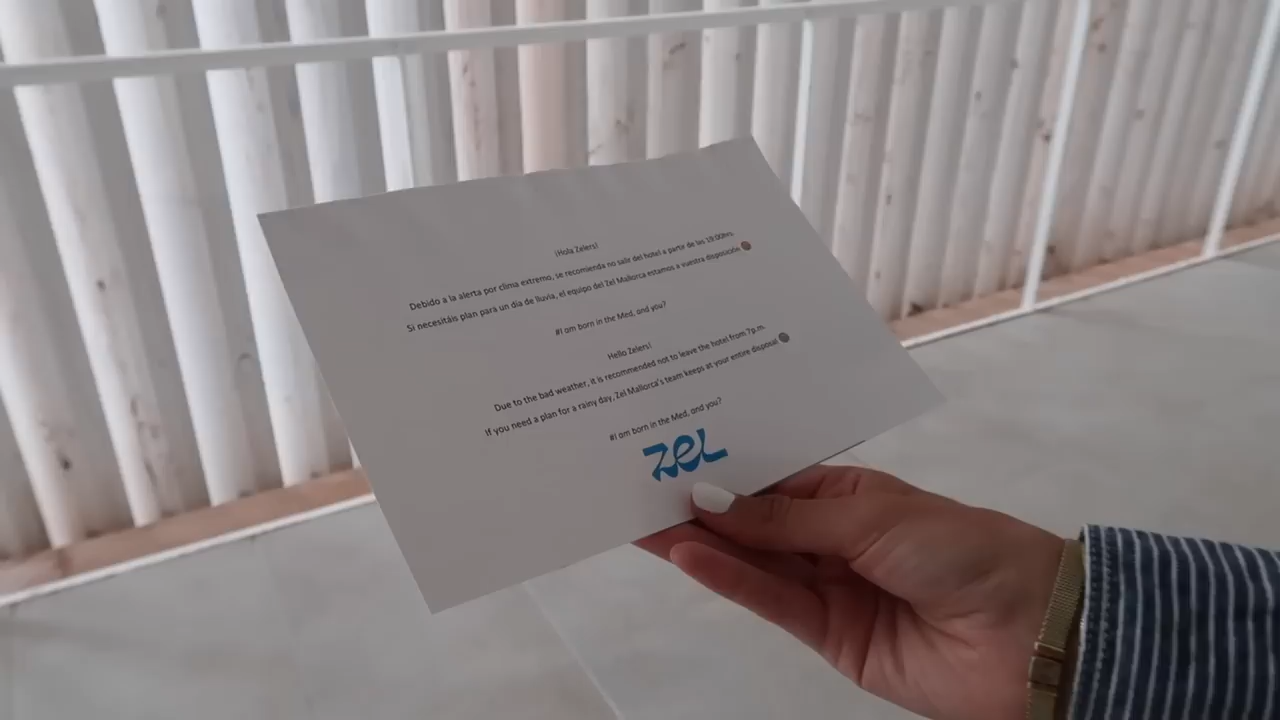 ¡Hola Zelers!
Debido a la alerta por clima extremo, se recomienda no salir del hotel a partir de las 19:00hrs.
Si necesitáis plan para un día de lluvia, el equipo del Zel Mallorca estamos a vuestra disposición
#I am born in the Med, and you?
Hello Zelers!
Due to the bad weather, it is recommended not to leave the hotel from 7p.m.
If you need a plan for a rainy day, Zel Mallorca's team keeps at your entire disposal
#I am born in the Med, and you?
zel